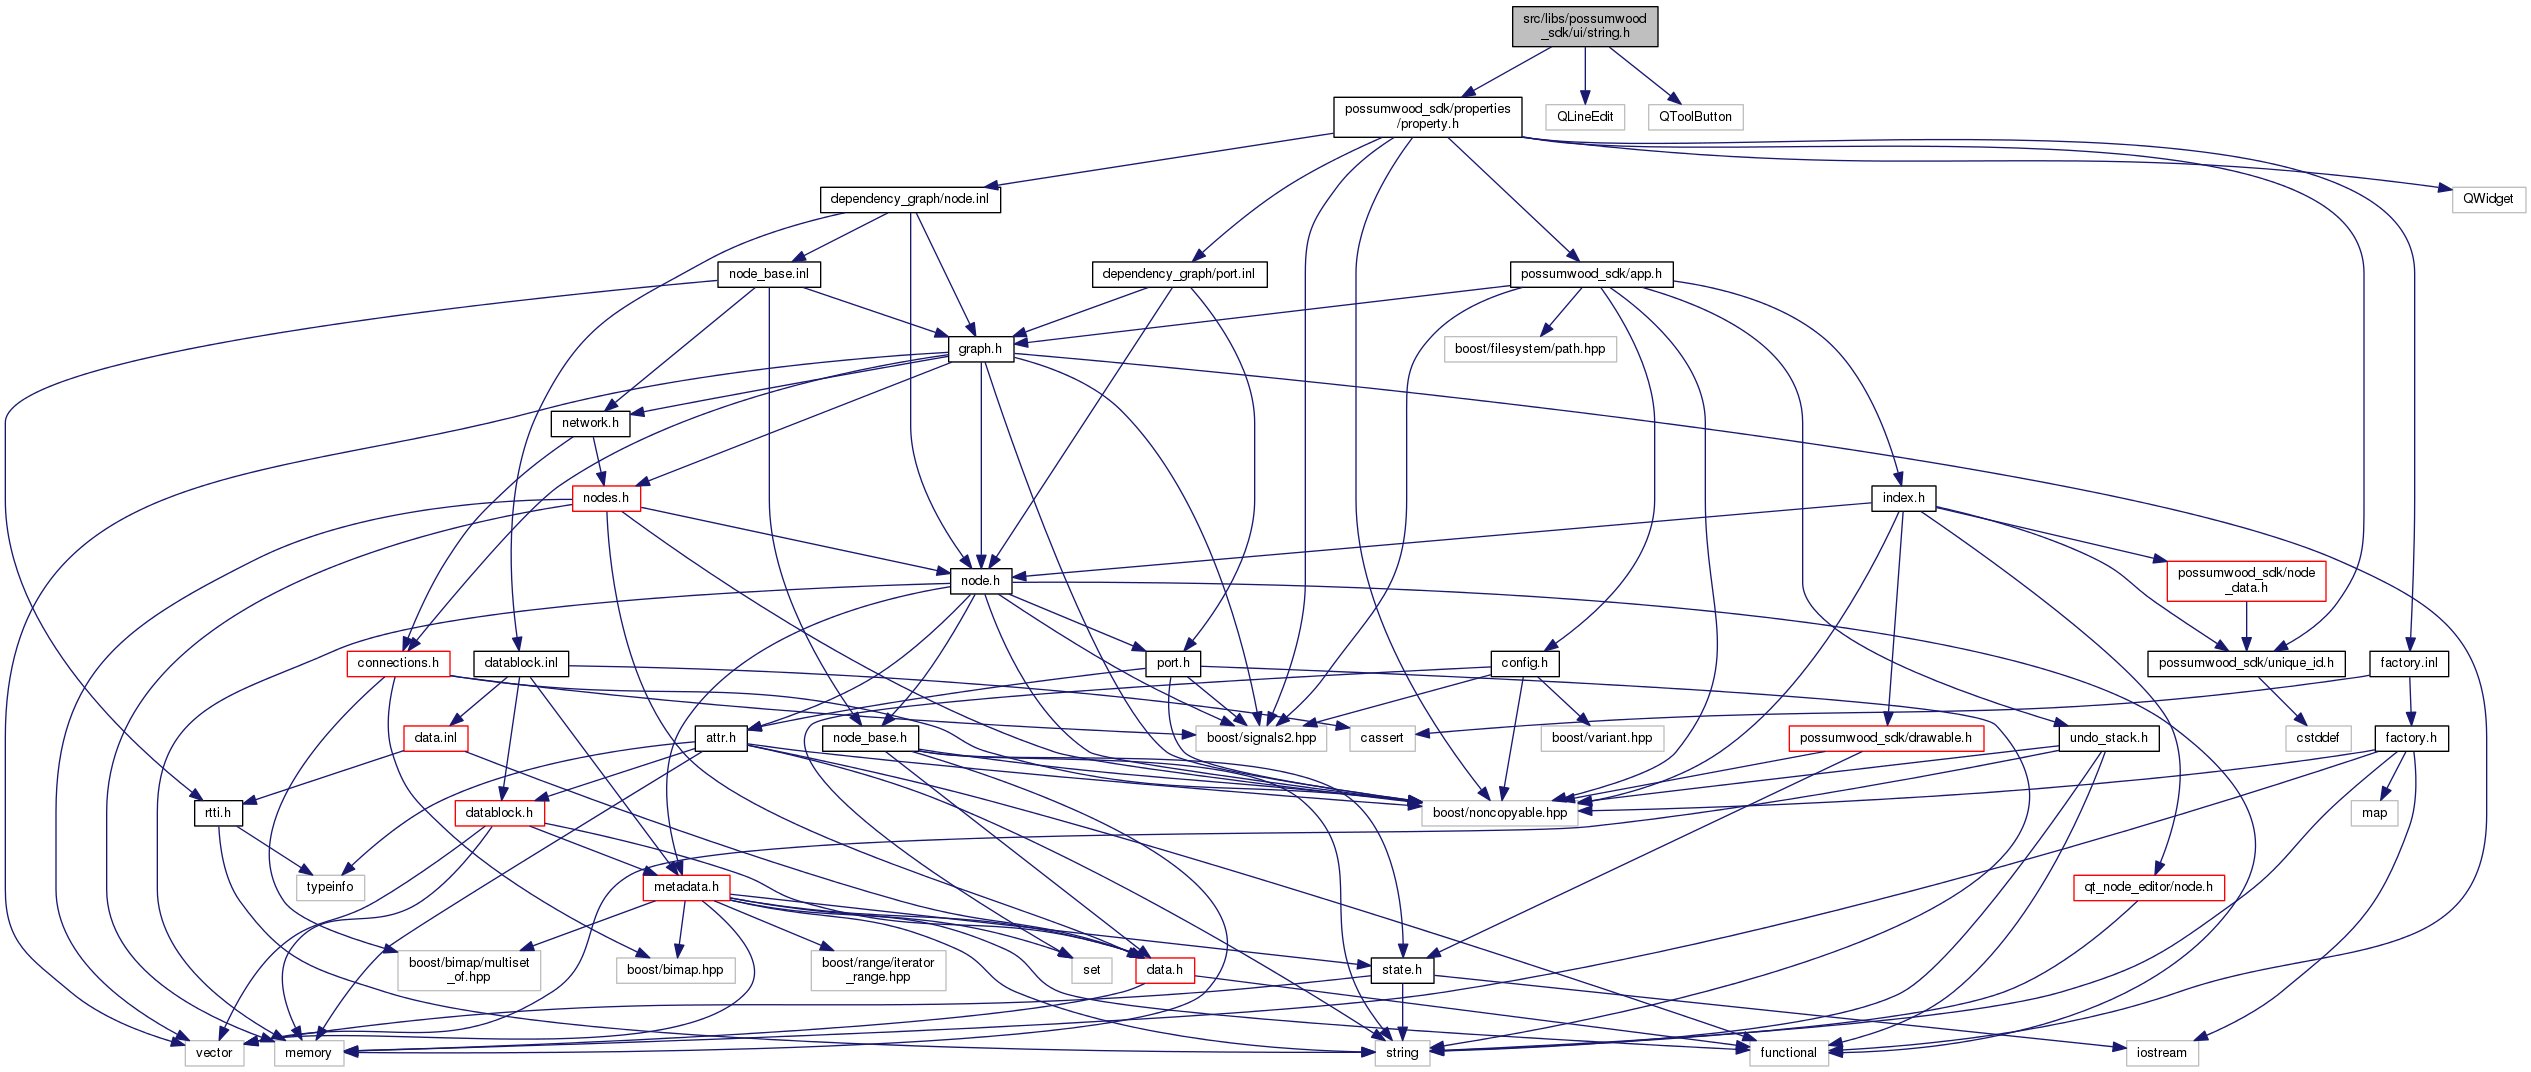 src/libs/possumwood
_sdk/ui/string.h
possumwood_sdk/properties
/property.h
QLineEdit
QToolButton
dependency_graph/node.inl
QWidget
node_base.inl
dependency_graph/port.inl
possumwood_sdk/app.h
graph.h
boost/filesystem/path.hpp
network.h
nodes.h
index.h
node.h
possumwood_sdk/node
_data.h
connections.h
datablock.inl
port.h
config.h
possumwood_sdk/unique_id.h
factory.inl
data.inl
attr.h
node_base.h
boost/signals2.hpp
cassert
boost/variant.hpp
possumwood_sdk/drawable.h
undo_stack.h
cstddef
factory.h
rtti.h
datablock.h
boost/noncopyable.hpp
map
typeinfo
metadata.h
qt_node_editor/node.h
boost/bimap/multiset
_of.hpp
boost/bimap.hpp
boost/range/iterator
_range.hpp
set
data.h
state.h
vector
memory
string
functional
iostream